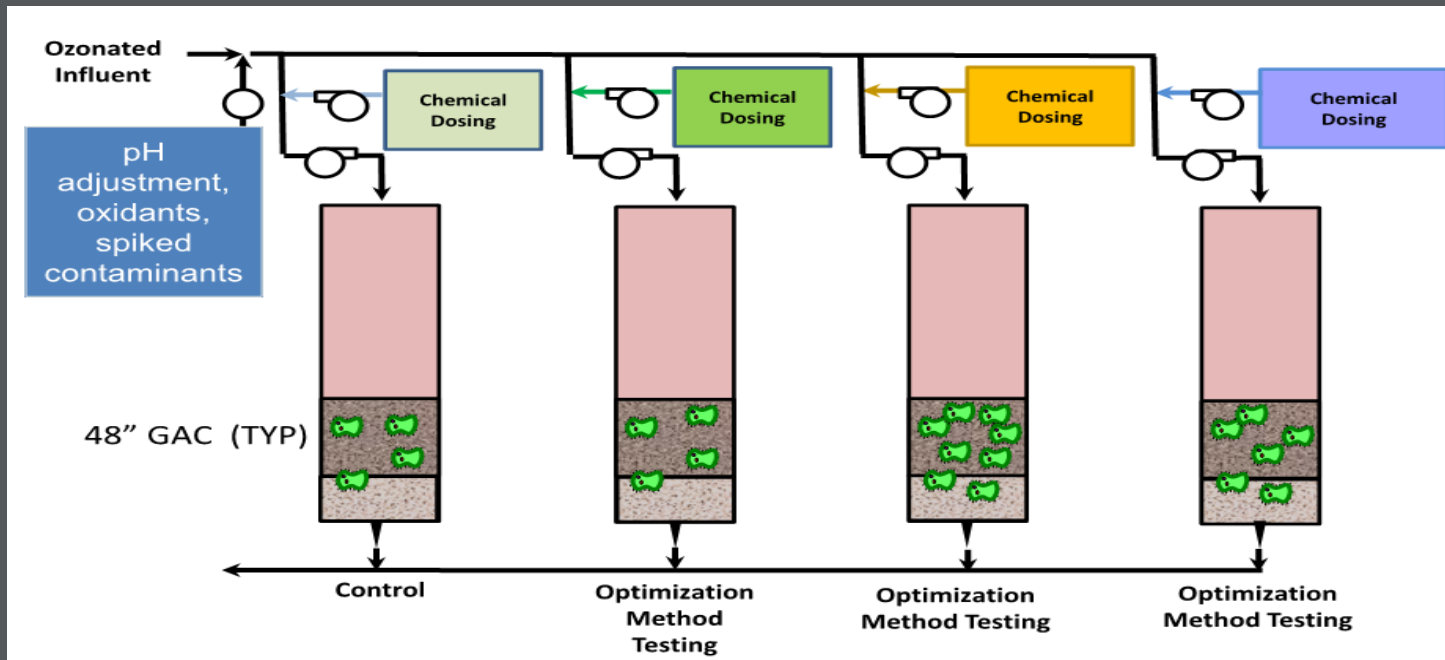 Ozonated
Influent
Chemical
Dosing
Chemical
Dosing
Chemical
Dosing
Chemical
Dosing
pH
adjustment,
oxidants,
spiked
contaminants
48” GAC (TYP)
Control
Optimization
Method
Testing
Optimization
Method Testing
Optimization
Method Testing